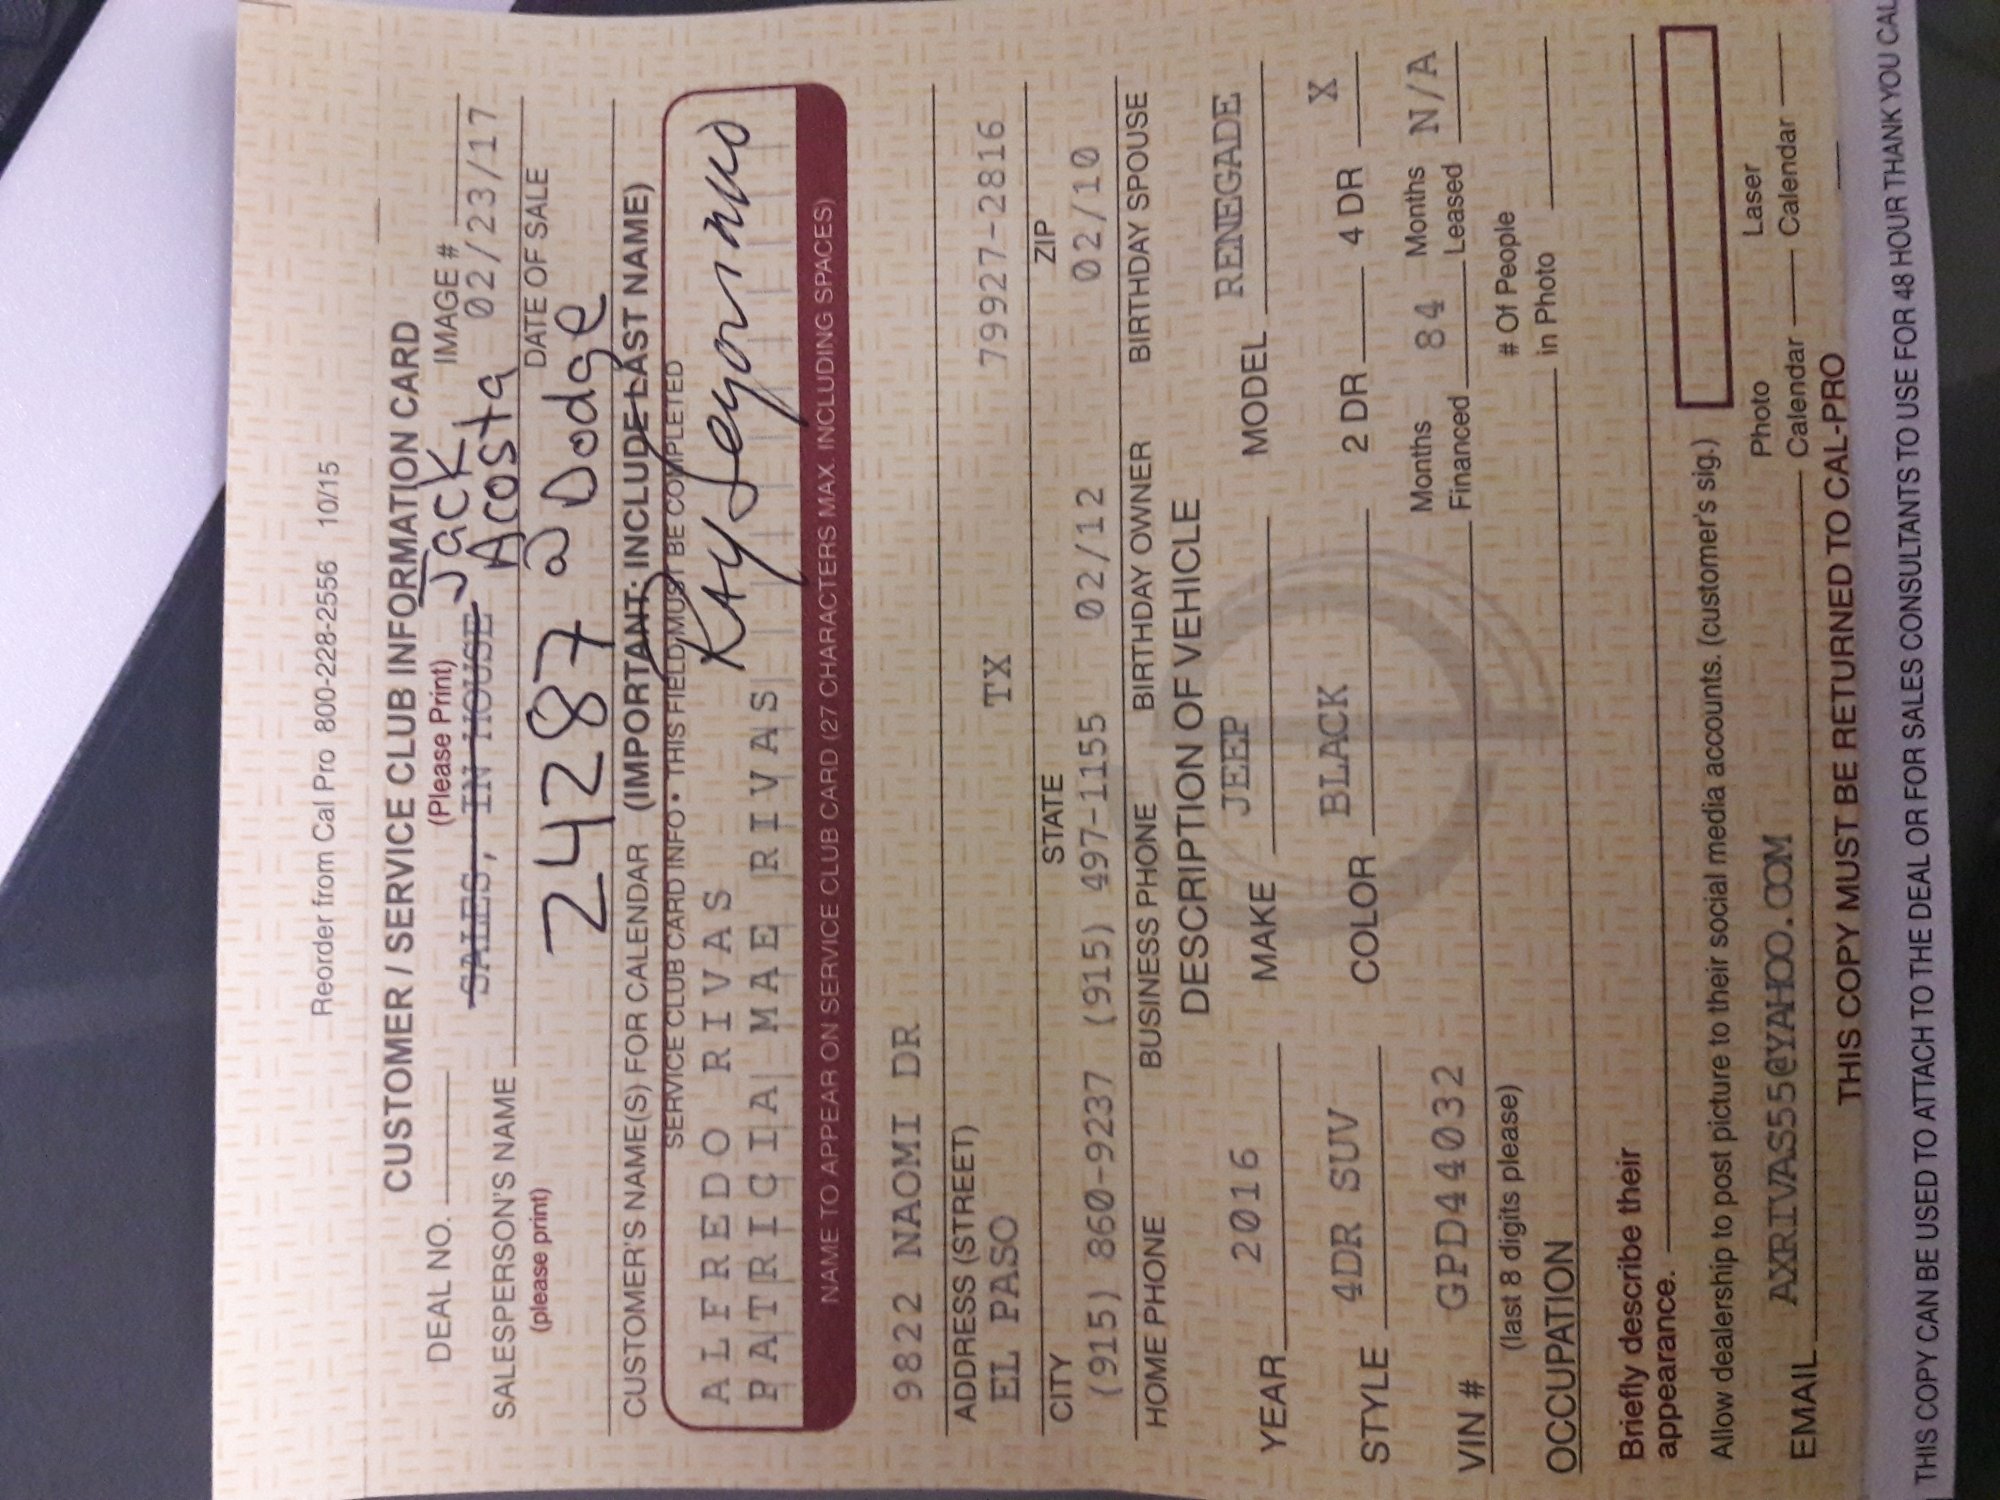 Reorder from Cal Pro 800-228-2556 10/15
CUSTOMER / SERVICE CLUB INFORMATION CARD
(Please Print)
DEAL NO. IMAGE #
SALES, IN HOUSE Jack Acosta 02/23/17
SALESPERSON'S NAME DATE OF SALE
(please print)
24287 Dodge
CUSTOMER'S NAME(S) FOR CALENDAR (IMPORTANT: INCLUDE LAST NAME)
SERVICE CLUB CARD INFO • THIS FIELD MUST BE COMPLETED
ALFREDO RIVAS
PATRICIA MAE RIVAS
NAME TO APPEAR ON SERVICE CLUB CARD (27 CHARACTERS MAX. INCLUDING SPACES)
9822 NAOMI DR
ADDRESS (STREET)
EL PASO TX 79927-2816
CITY STATE ZIP
(915) 860-9237 (915) 497-1155 02/12 02/10
HOME PHONE BUSINESS PHONE BIRTHDAY OWNER BIRTHDAY SPOUSE
DESCRIPTION OF VEHICLE
YEAR 2016 MAKE JEEP MODEL RENEGADE
STYLE 4DR SUV COLOR BLACK 2 DR 4 DR X
VIN # GPD44032 Months Financed 84 Months Leased N/A
(last 8 digits please)
OCCUPATION # Of People in Photo
Briefly describe their
appearance.
Allow dealership to post picture to their social media accounts. (customer's sig.)
EMAIL AXRIVAS55@YAHOO.COM Photo Calendar Laser Calendar
THIS COPY MUST BE RETURNED TO CAL-PRO
THIS COPY CAN BE USED TO ATTACH TO THE DEAL OR FOR SALES CONSULTANTS TO USE FOR 48 HOUR THANK YOU CAL